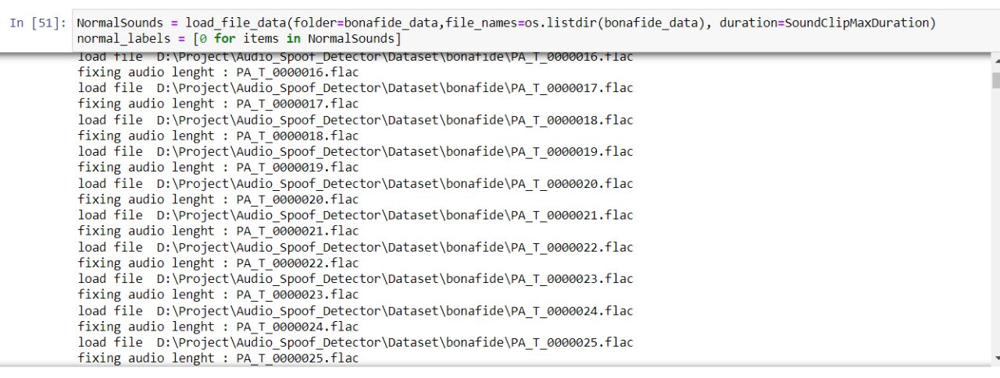 In [51]: NormalSounds = load_file_data(folder=bonafide_data,file_names=os.listdir(bonafide_data), duration=SoundClipMaxDuration)
normal_labels = [0 for items in NormalSounds]
load file  D:\Project\Audio_Spoof_Detector\Dataset\bonafide\PA_T_0000016.flac
fixing audio lenght : PA_T_0000016.flac
load file  D:\Project\Audio_Spoof_Detector\Dataset\bonafide\PA_T_0000017.flac
fixing audio lenght : PA_T_0000017.flac
load file  D:\Project\Audio_Spoof_Detector\Dataset\bonafide\PA_T_0000018.flac
fixing audio lenght : PA_T_0000018.flac
load file  D:\Project\Audio_Spoof_Detector\Dataset\bonafide\PA_T_0000019.flac
fixing audio lenght : PA_T_0000019.flac
load file  D:\Project\Audio_Spoof_Detector\Dataset\bonafide\PA_T_0000020.flac
fixing audio lenght : PA_T_0000020.flac
load file  D:\Project\Audio_Spoof_Detector\Dataset\bonafide\PA_T_0000021.flac
fixing audio lenght : PA_T_0000021.flac
load file  D:\Project\Audio_Spoof_Detector\Dataset\bonafide\PA_T_0000022.flac
fixing audio lenght : PA_T_0000022.flac
load file  D:\Project\Audio_Spoof_Detector\Dataset\bonafide\PA_T_0000023.flac
fixing audio lenght : PA_T_0000023.flac
load file  D:\Project\Audio_Spoof_Detector\Dataset\bonafide\PA_T_0000024.flac
fixing audio lenght : PA_T_0000024.flac
load file  D:\Project\Audio_Spoof_Detector\Dataset\bonafide\PA_T_0000025.flac
fixing audio lenght : PA_T_0000025.flac